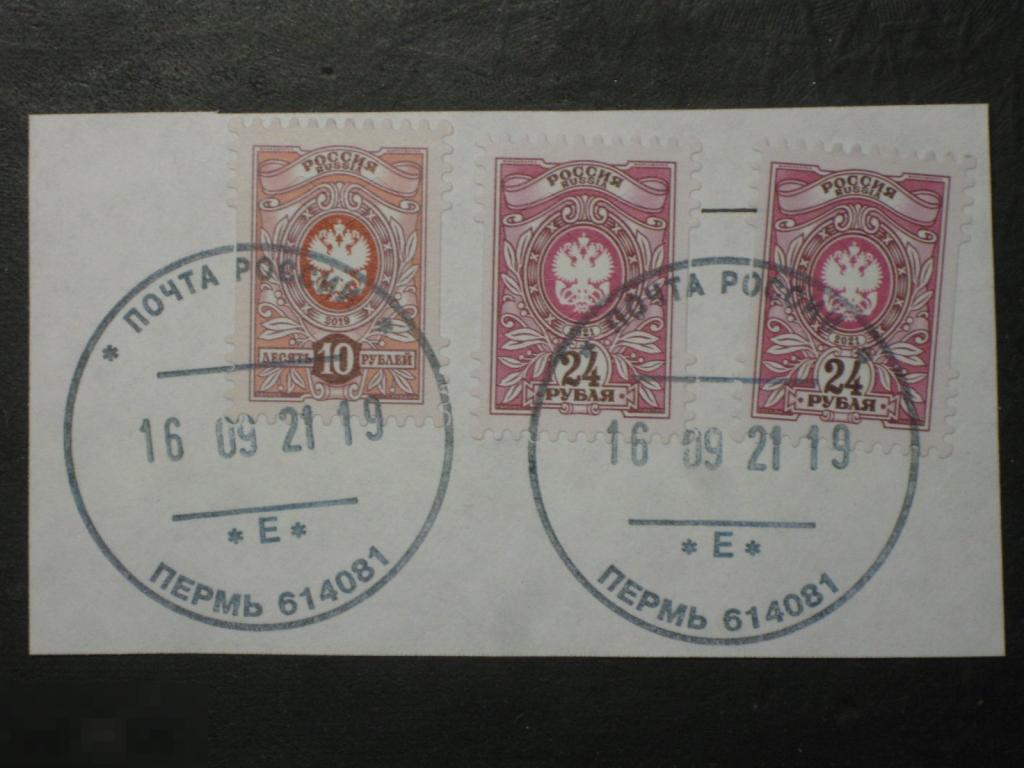 РОССИЯ
RUSSIA
2019
ДЕСЯТЬ 10 РУБЛЕЙ
РОССИЯ
RUSSIA
2021
24
РУБЛЯ
РОССИЯ
RUSSIA
2021
24
РУБЛЯ
* ПОЧТА РОССИИ *
16 09 21 19
* Е *
ПЕРМЬ 614081
* ПОЧТА РОССИИ *
16 09 21 19
* Е *
ПЕРМЬ 614081